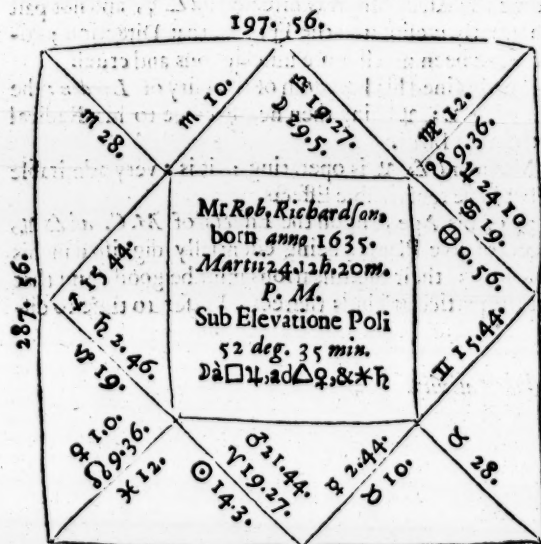 197. 56.
♏ 28.
♏ 10.
♎ 19.27.
☽ 29.5.
♍ 12.
☋ 9.36.
♃ 24 10
♋ 19.
⊕ 0.56.
287. 56.
♐ 15 44.
♄ 2.46.
♑ 19.
Mr Rob. Richardſon,
born anno 1635.
Martii 24. 12h. 20m.
P. M.
Sub Elevatione Poli
52 deg. 35 min.
☽ à □ ♃, ad △ ♀, & ⚹ ♄
♊ 15.44.
♀ 1.0.
☊ 9.36.
♓ 12.
♂ 21.44.
♈ 19.27.
☉ 14.3.
☿ 2.44.
♉ 10.
♉ 28.